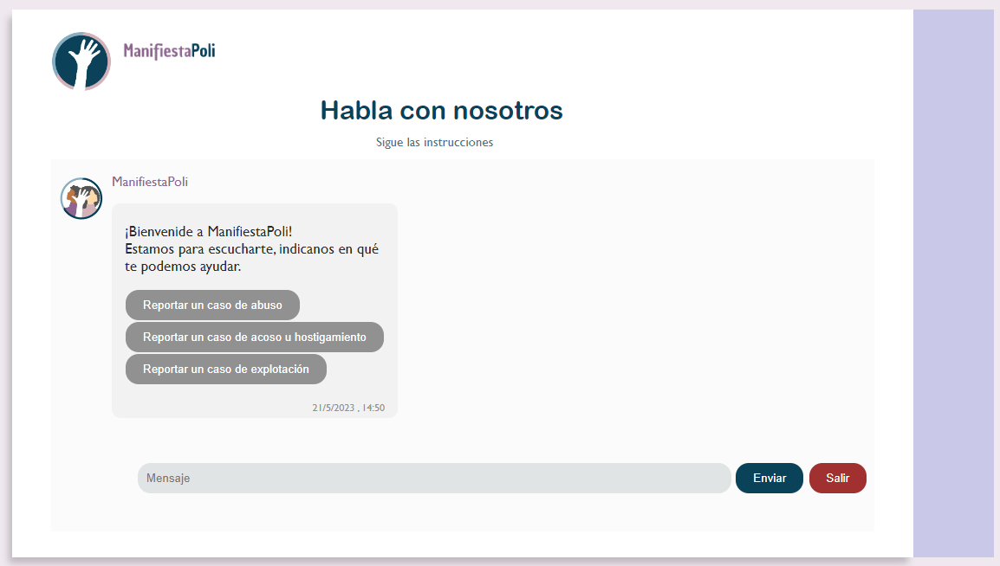 ManifiestaPoli
Habla con nosotros
Sigue las instrucciones
ManifiestaPoli
¡Bienvenide a ManifiestaPoli!
Estamos para escucharte, indicanos en qué
te podemos ayudar.
Reportar un caso de abuso
Reportar un caso de acoso u hostigamiento
Reportar un caso de explotación
21/5/2023 , 14:50
Mensaje
Enviar
Salir